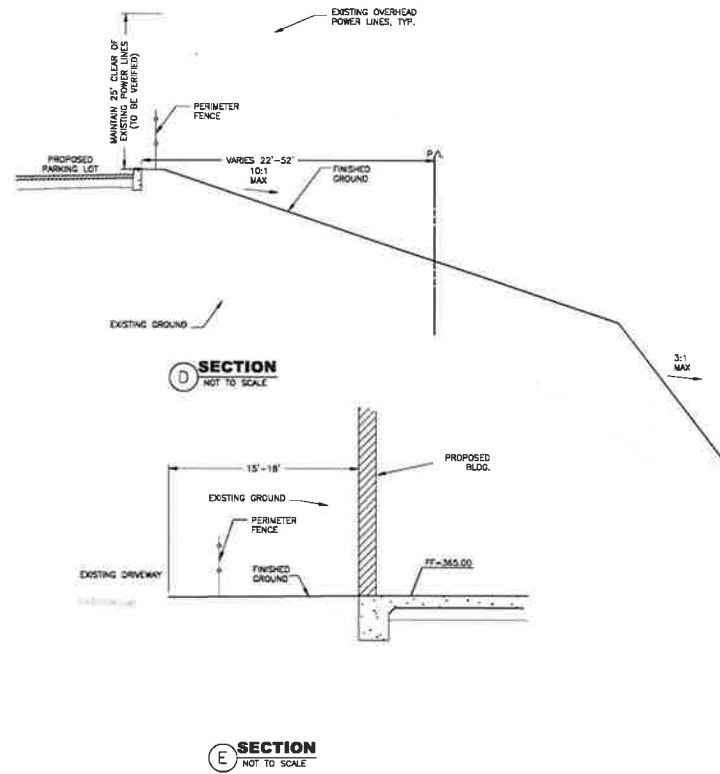 EXISTING OVERHEAD
POWER LINES, TYP.
MAINTAIN 25' CLEAR OF
EXISTING POWER LINES
(TO BE VERIFIED)
PERIMETER
FENCE
PROPOSED
PARKING LOT
VARIES 22'-52'
10:1
MAX
FINISHED
GROUND
P/L
EXISTING GROUND
3:1
MAX
D SECTION
NOT TO SCALE
15'-18'
PROPOSED
BLDG.
EXISTING GROUND
PERIMETER
FENCE
EXISTING DRIVEWAY
FINISHED
GROUND
FF=365.00
E SECTION
NOT TO SCALE